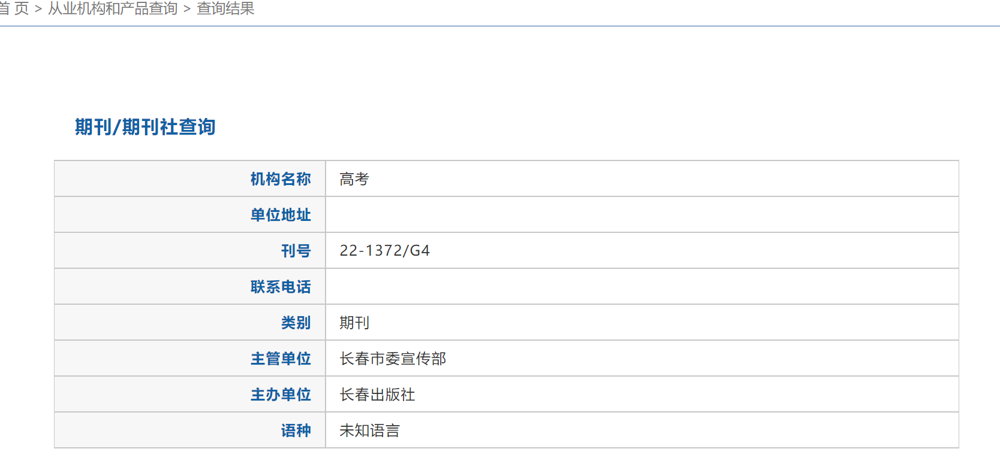 首 页 > 从业机构和产品查询 > 查询结果
期刊/期刊社查询
机构名称 高考
单位地址
刊号 22-1372/G4
联系电话
类别 期刊
主管单位 长春市委宣传部
主办单位 长春出版社
语种 未知语言